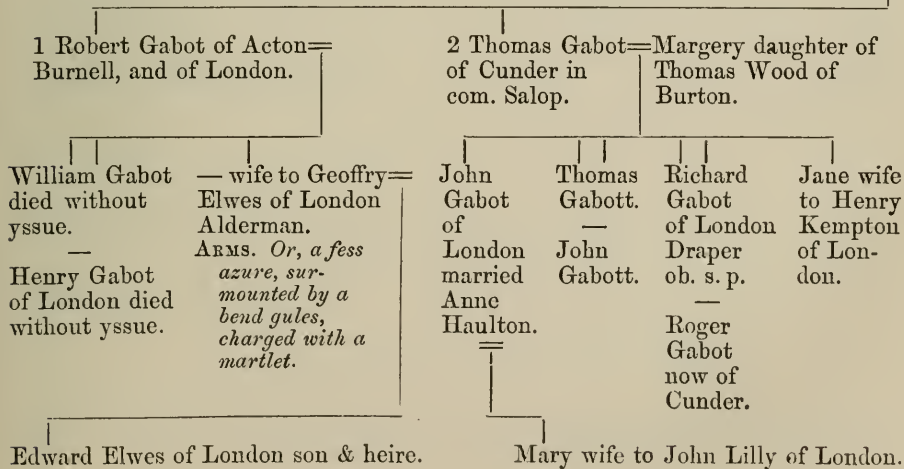 1 Robert Gabot of Acton=
Burnell, and of London.
2 Thomas Gabot=Margery daughter of
of Cunder in
com. Salop.
Thomas Wood of
Burton.
William Gabot
died without
yssue.
—
Henry Gabot
of London died
without yssue.
— wife to Geoffry=
Elwes of London
Alderman.
ARMS. Or, a fess
azure, sur-
mounted by a
bend gules,
charged with a
martlet.
John
Gabot
of
London
married
Anne
Haulton.
=
Thomas
Gabott.
—
John
Gabott.
Richard
Gabot
of London
Draper
ob. s. p.
—
Roger
Gabot
now of
Cunder.
Jane wife
to Henry
Kempton
of Lon-
don.
Edward Elwes of London son & heire.
Mary wife to John Lilly of London.